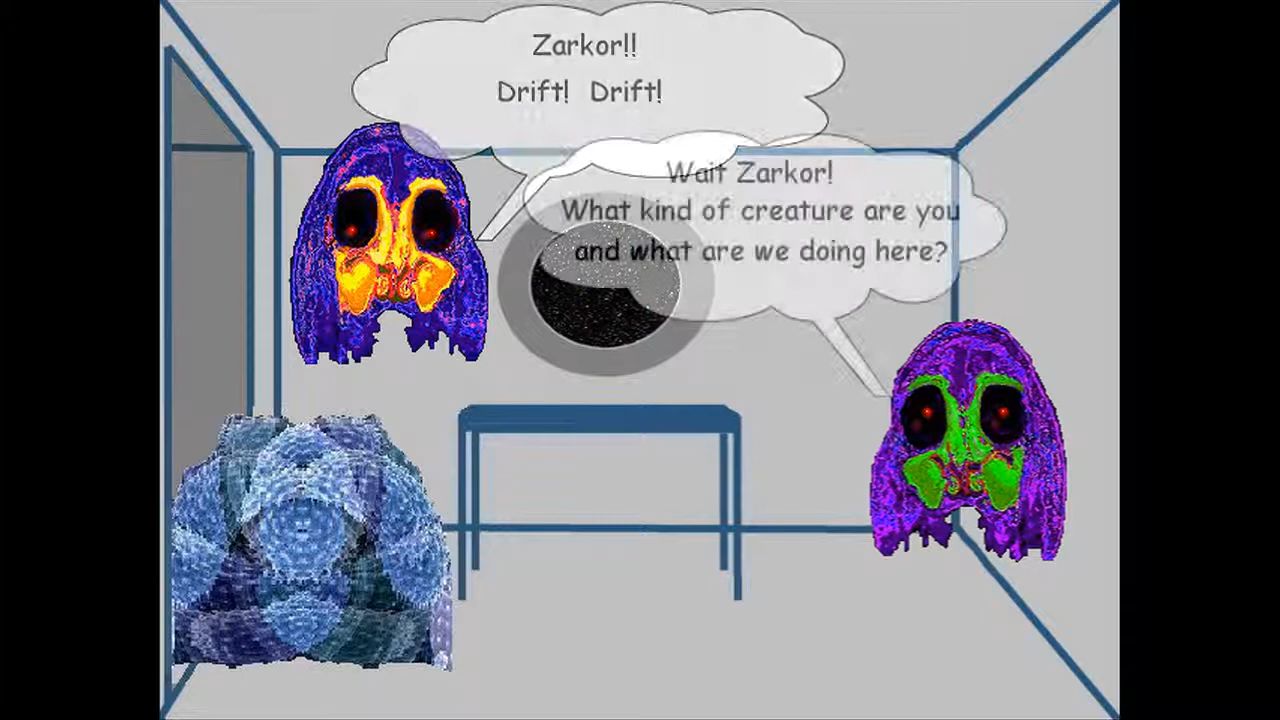 Zarkor!!
Drift! Drift!
Wait Zarkor!
What kind of creature are you
and what are we doing here?